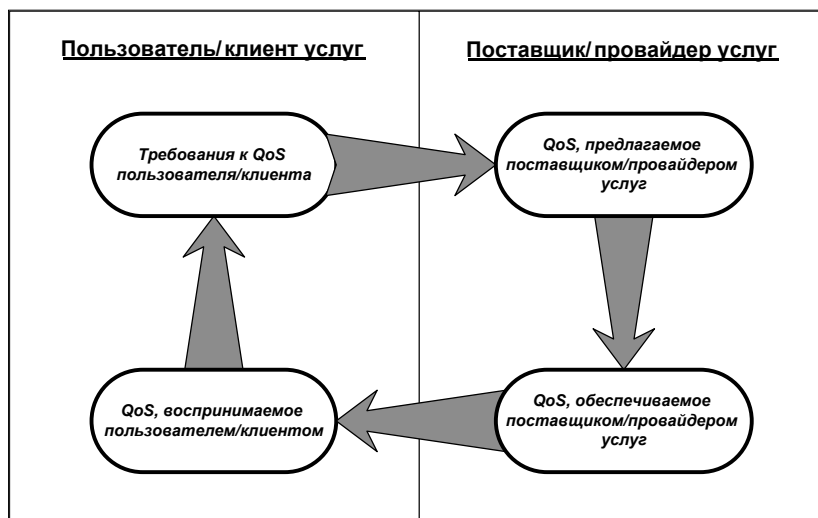 Пользователь/ клиент услуг
Поставщик/ провайдер услуг
Требования к QoS
пользователя/клиента
QoS, предлагаемое
поставщиком/провайдером
услуг
QoS, воспринимаемое
пользователем/клиентом
QoS, обеспечиваемое
поставщиком/провайдером
услуг